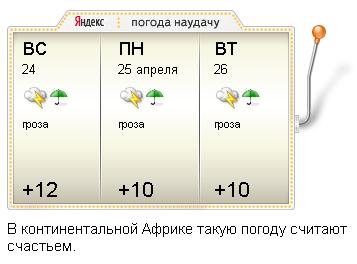 Яндекс погода наудачу
ВС ПН ВТ
24 25 апреля 26
гроза гроза гроза
+12 +10 +10
В континентальной Африке такую погоду считают
счастьем.